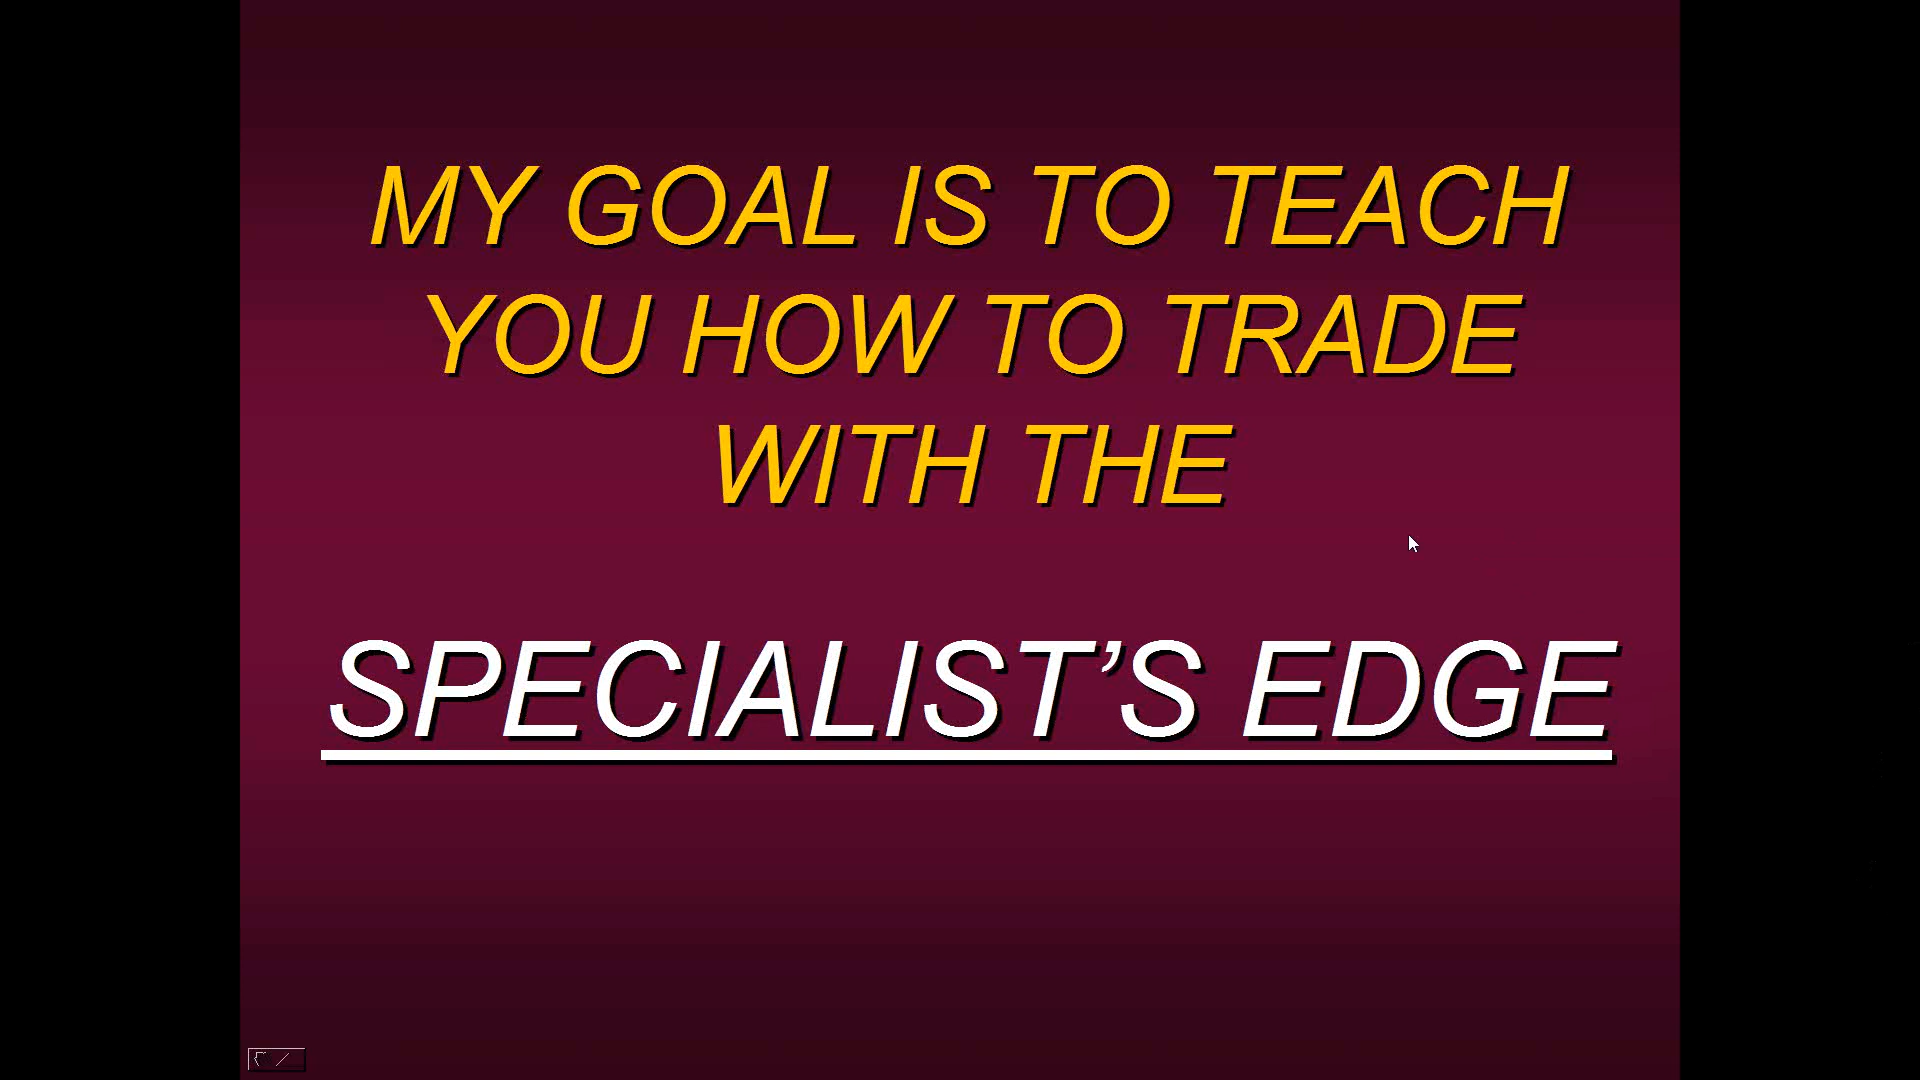 MY GOAL IS TO TEACH
YOU HOW TO TRADE
WITH THE
SPECIALIST’S EDGE